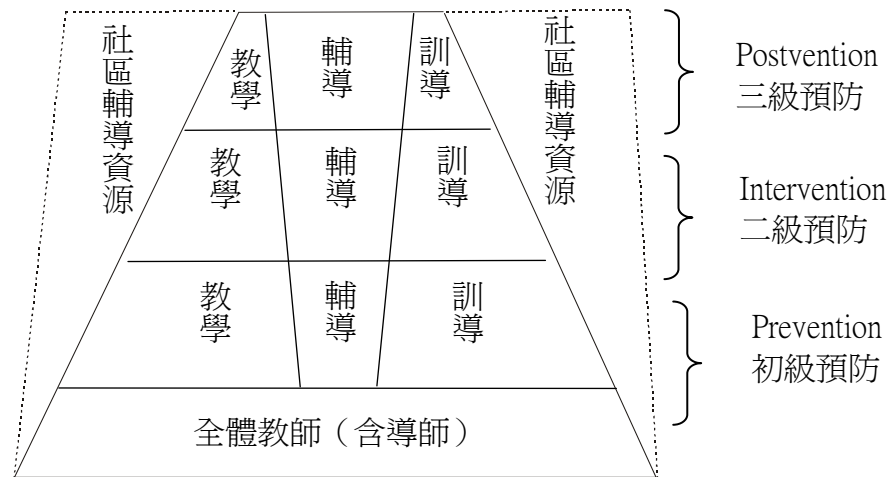 社區輔導資源
教學
輔導
訓導
社區輔導資源
Postvention
三級預防
教學
輔導
訓導
Intervention
二級預防
教學
輔導
訓導
Prevention
初級預防
全體教師（含導師）